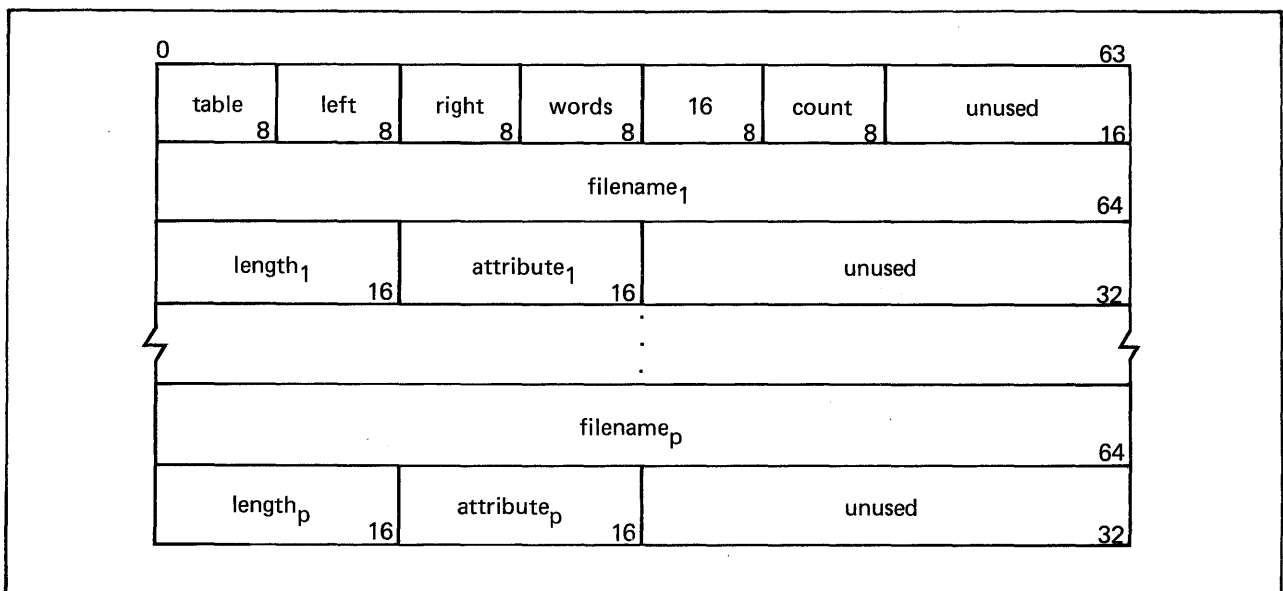 0 63
table left right words 16 count unused
8 8 8 8 8 8 16
filename1
64
length1 attribute1 unused
16 16 32
filenamep
64
lengthp attributep unused
16 16 32